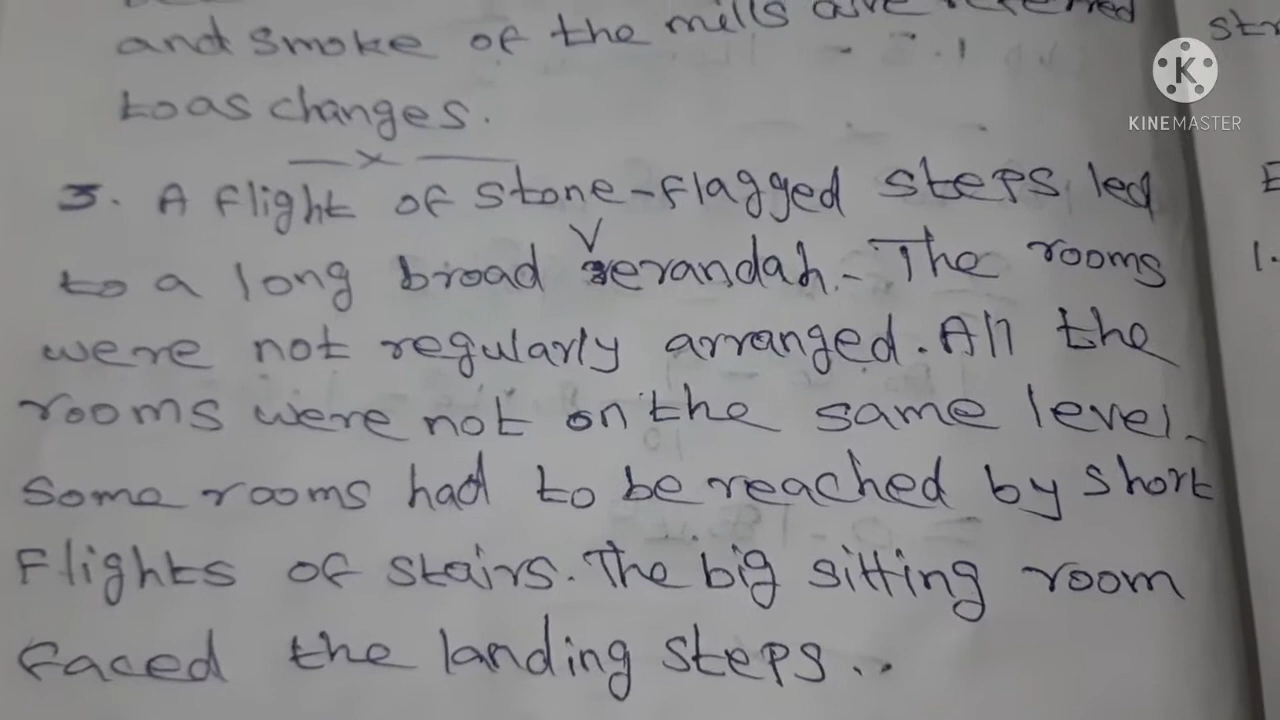 and smoke of the mills are referred
to as changes.
3. A flight of stone-flagged steps led
to a long broad verandah. The rooms
were not regularly arranged. All the
rooms were not on the same level.
Some rooms had to be reached by short
flights of stairs. The big sitting room
faced the landing steps..
K
KINEMASTER
1.